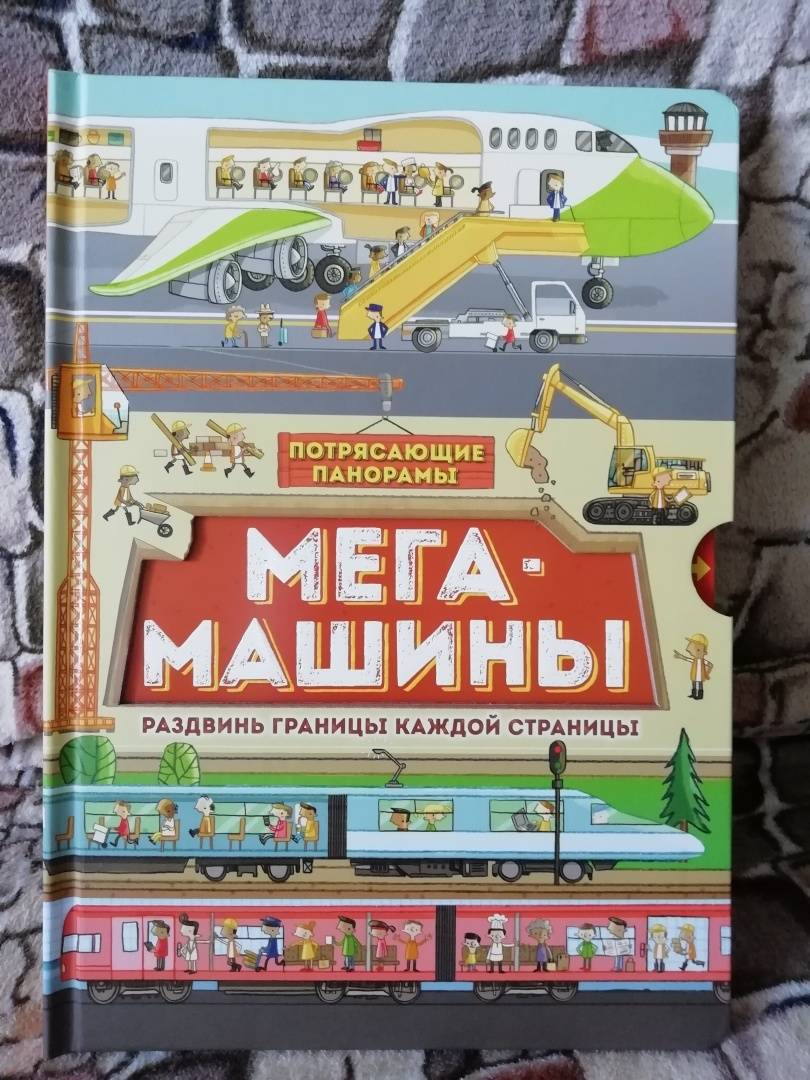 ПОТРЯСАЮЩИЕ
ПАНОРАМЫ
МЕГА-
МАШИНЫ
РАЗДВИНЬ ГРАНИЦЫ КАЖДОЙ СТРАНИЦЫ